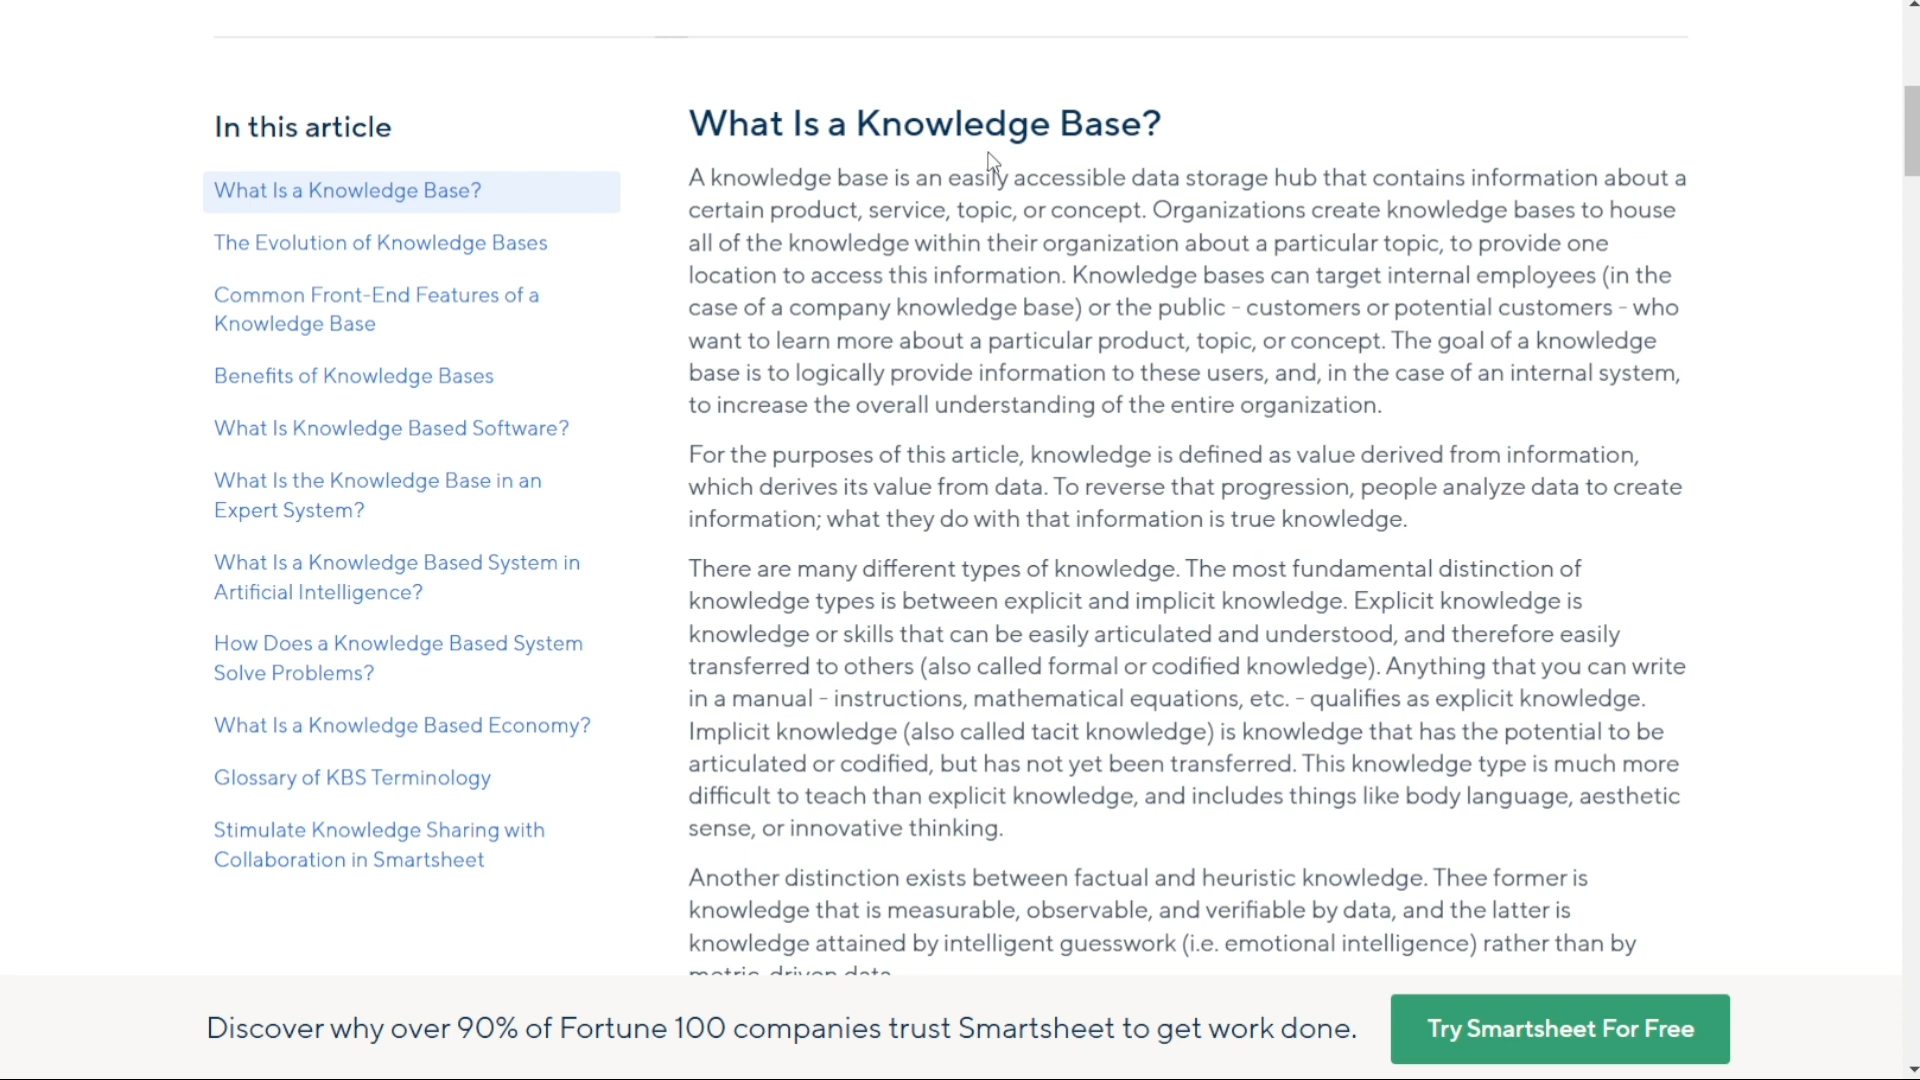 In this article
What Is a Knowledge Base?
The Evolution of Knowledge Bases
Common Front-End Features of a
Knowledge Base
Benefits of Knowledge Bases
What Is Knowledge Based Software?
What Is the Knowledge Base in an
Expert System?
What Is a Knowledge Based System in
Artificial Intelligence?
How Does a Knowledge Based System
Solve Problems?
What Is a Knowledge Based Economy?
Glossary of KBS Terminology
Stimulate Knowledge Sharing with
Collaboration in Smartsheet
What Is a Knowledge Base?
A knowledge base is an easily accessible data storage hub that contains information about a
certain product, service, topic, or concept. Organizations create knowledge bases to house
all of the knowledge within their organization about a particular topic, to provide one
location to access this information. Knowledge bases can target internal employees (in the
case of a company knowledge base) or the public - customers or potential customers - who
want to learn more about a particular product, topic, or concept. The goal of a knowledge
base is to logically provide information to these users, and, in the case of an internal system,
to increase the overall understanding of the entire organization.
For the purposes of this article, knowledge is defined as value derived from information,
which derives its value from data. To reverse that progression, people analyze data to create
information; what they do with that information is true knowledge.
There are many different types of knowledge. The most fundamental distinction of
knowledge types is between explicit and implicit knowledge. Explicit knowledge is
knowledge or skills that can be easily articulated and understood, and therefore easily
transferred to others (also called formal or codified knowledge). Anything that you can write
in a manual - instructions, mathematical equations, etc. - qualifies as explicit knowledge.
Implicit knowledge (also called tacit knowledge) is knowledge that has the potential to be
articulated or codified, but has not yet been transferred. This knowledge type is much more
difficult to teach than explicit knowledge, and includes things like body language, aesthetic
sense, or innovative thinking.
Another distinction exists between factual and heuristic knowledge. Thee former is
knowledge that is measurable, observable, and verifiable by data, and the latter is
knowledge attained by intelligent guesswork (i.e. emotional intelligence) rather than by
metric-driven data
Discover why over 90% of Fortune 100 companies trust Smartsheet to get work done.
Try Smartsheet For Free